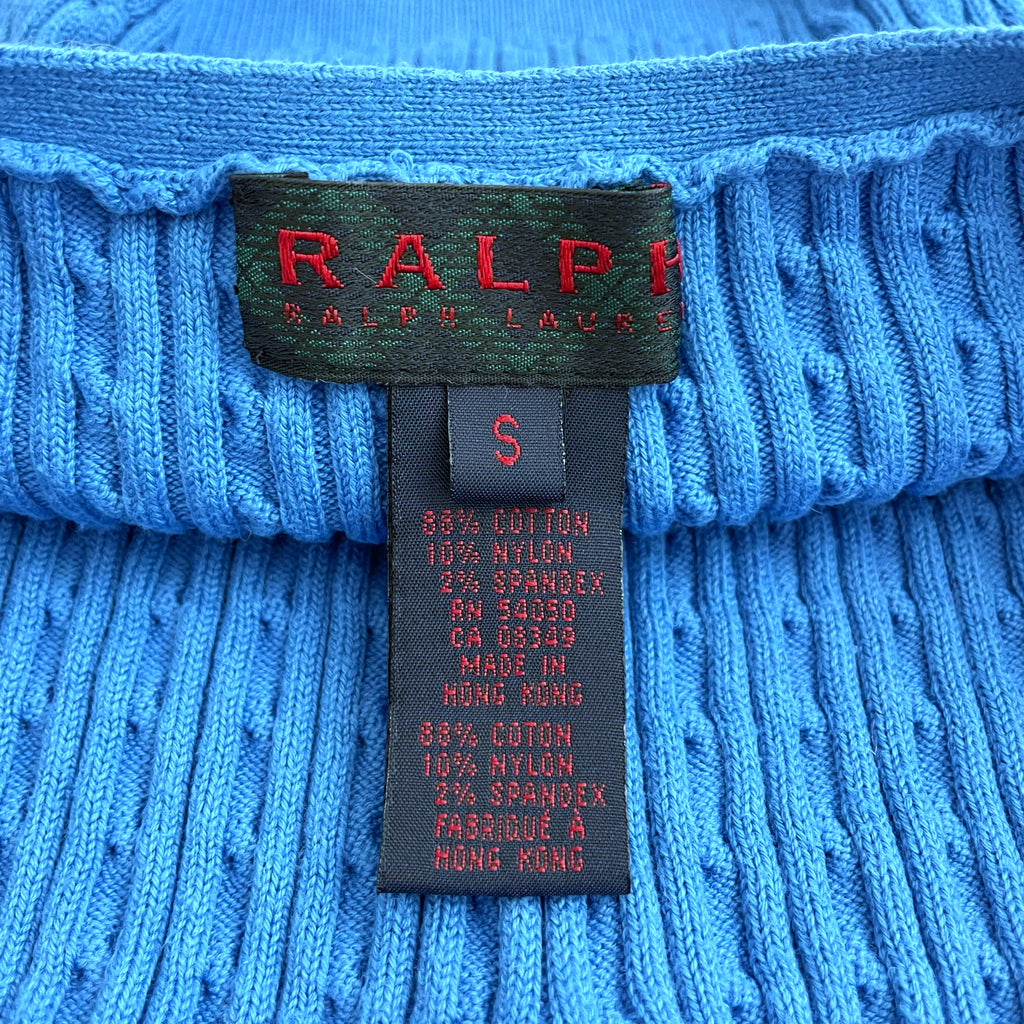 RALPH
RALPH LAURE
S
88% COTTON
10% NYLON
2% SPANDEX
RN 54050
CA 08349
MADE IN
HONG KONG
88% COTON
10% NYLON
2% SPANDEX
FABRIQUÉ À
HONG KONG